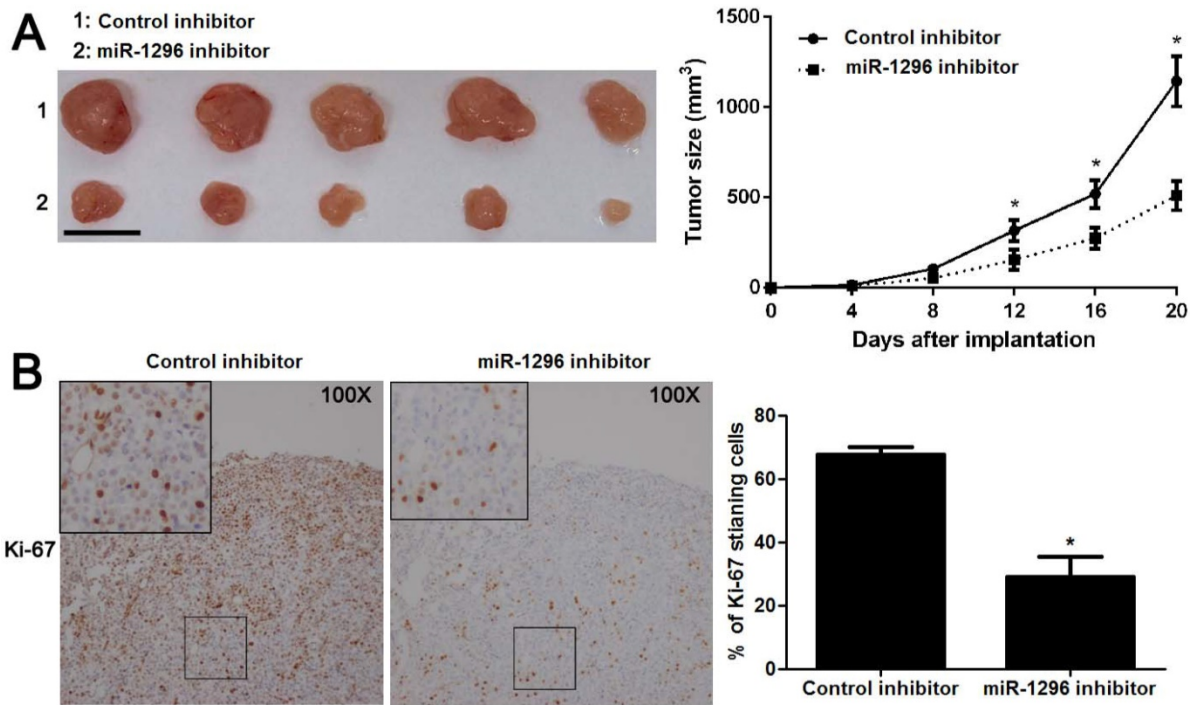 A
1: Control inhibitor
2: miR-1296 inhibitor
1
2
1500
1000
500
0
Tumor size (mm³)
Control inhibitor
miR-1296 inhibitor
*
*
*
0 4 8 12 16 20
Days after implantation
B
Control inhibitor
miR-1296 inhibitor
100X
100X
Ki-67
80
60
40
20
0
% of Ki-67 stianing cells
*
Control inhibitor
miR-1296 inhibitor